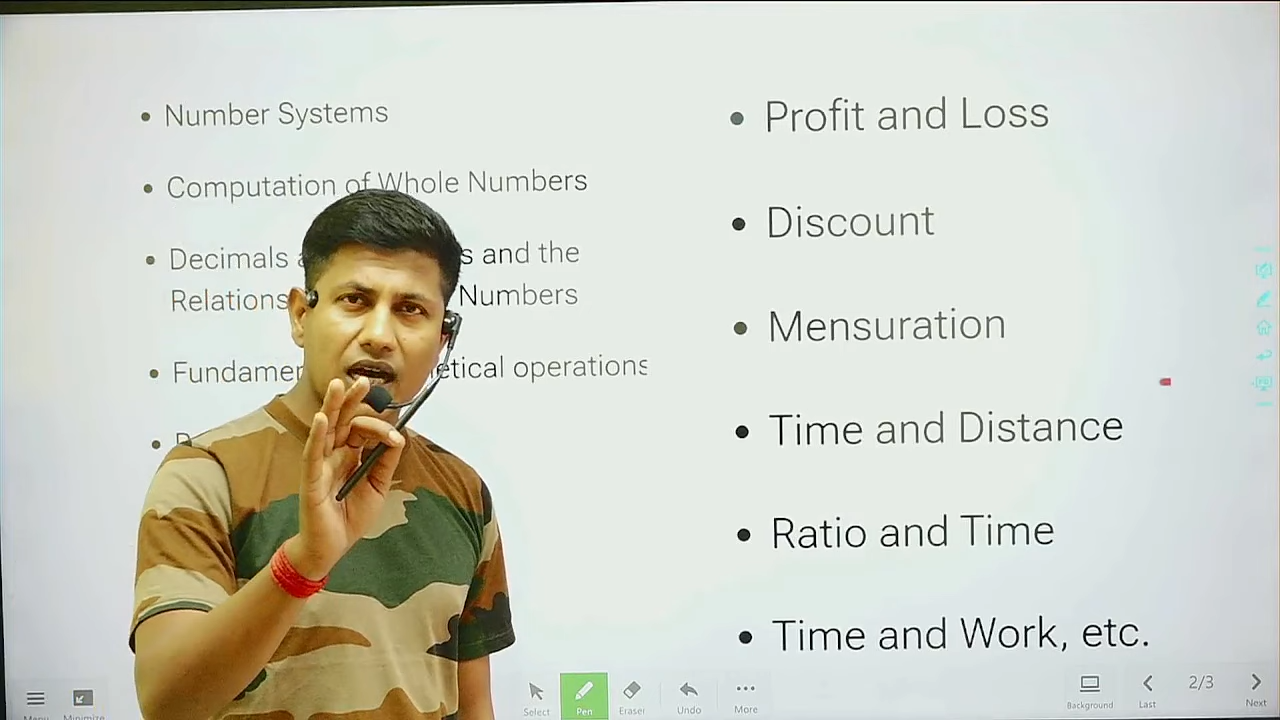 Number Systems
Computation of Whole Numbers
Decimals s and the
Relations Numbers
Fundamen etical operations
Profit and Loss
Discount
Mensuration
Time and Distance
Ratio and Time
Time and Work, etc.
Select
Pen
Eraser
Undo
More
Background
Last
2/3
Next
Menu
Minimize